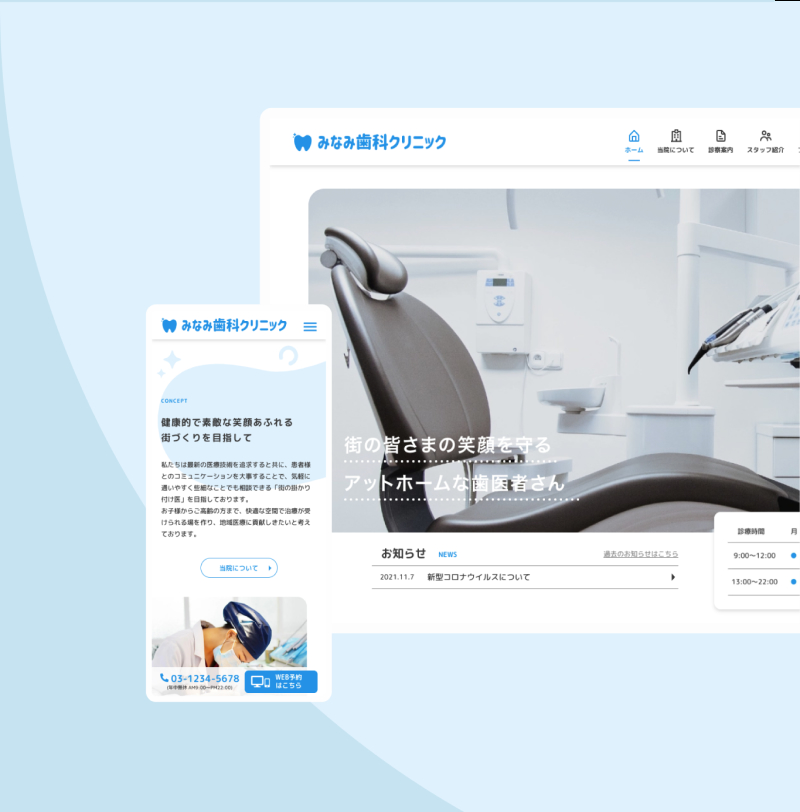 みなみ歯科クリニック
ホーム
当院について
診察案内
スタッフ紹介
街の皆さまの笑顔を守る
アットホームな歯医者さん
お知らせ NEWS
過去のお知らせはこちら
2021.11.7 新型コロナウイルスについて
診療時間 月
9:00〜12:00
13:00〜22:00
みなみ歯科クリニック
CONCEPT
健康的で素敵な笑顔あふれる
街づくりを目指して
私たちは最新の医療技術を追求すると共に、患者様
とのコミュニケーションを大事することで、気軽に
通いやすく些細なことでも相談できる「街の掛かり
付け医」を目指しております。
お子様からご高齢の方まで、快適な空間で治療が受
けられる場を作り、地域医療に貢献しきたいと考え
ております。
当院について
03-1234-5678
(年中無休 AM9:00〜PM22:00)
WEB予約
はこちら